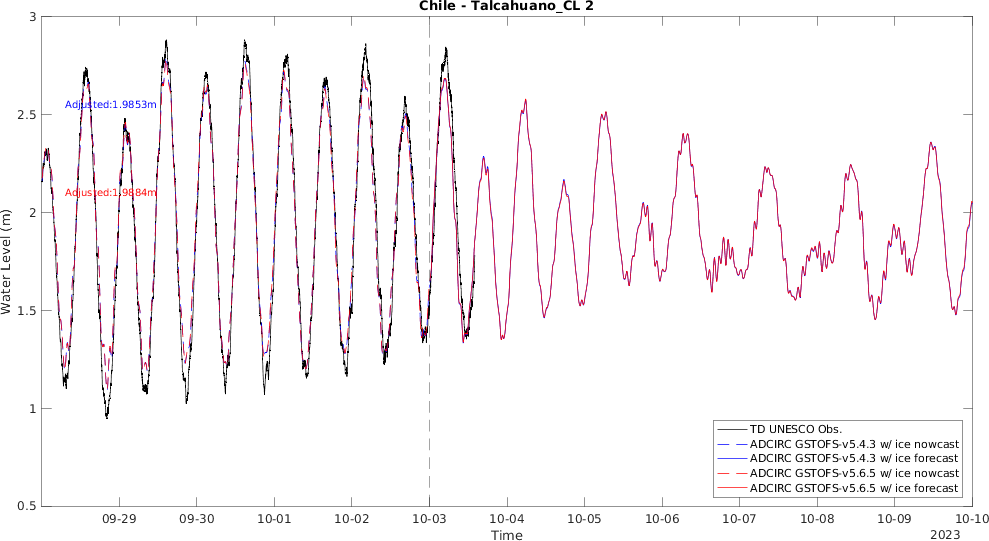 Chile - Talcahuano_CL 2
3
2.5
2
1.5
1
0.5
Water Level (m)
Adjusted:1.9853m
Adjusted:1.9884m
TD UNESCO Obs.
ADCIRC GSTOFS-v5.4.3 w/ ice nowcast
ADCIRC GSTOFS-v5.4.3 w/ ice forecast
ADCIRC GSTOFS-v5.6.5 w/ ice nowcast
ADCIRC GSTOFS-v5.6.5 w/ ice forecast
09-29 09-30 10-01 10-02 10-03 10-04 10-05 10-06 10-07 10-08 10-09 10-10
Time
2023